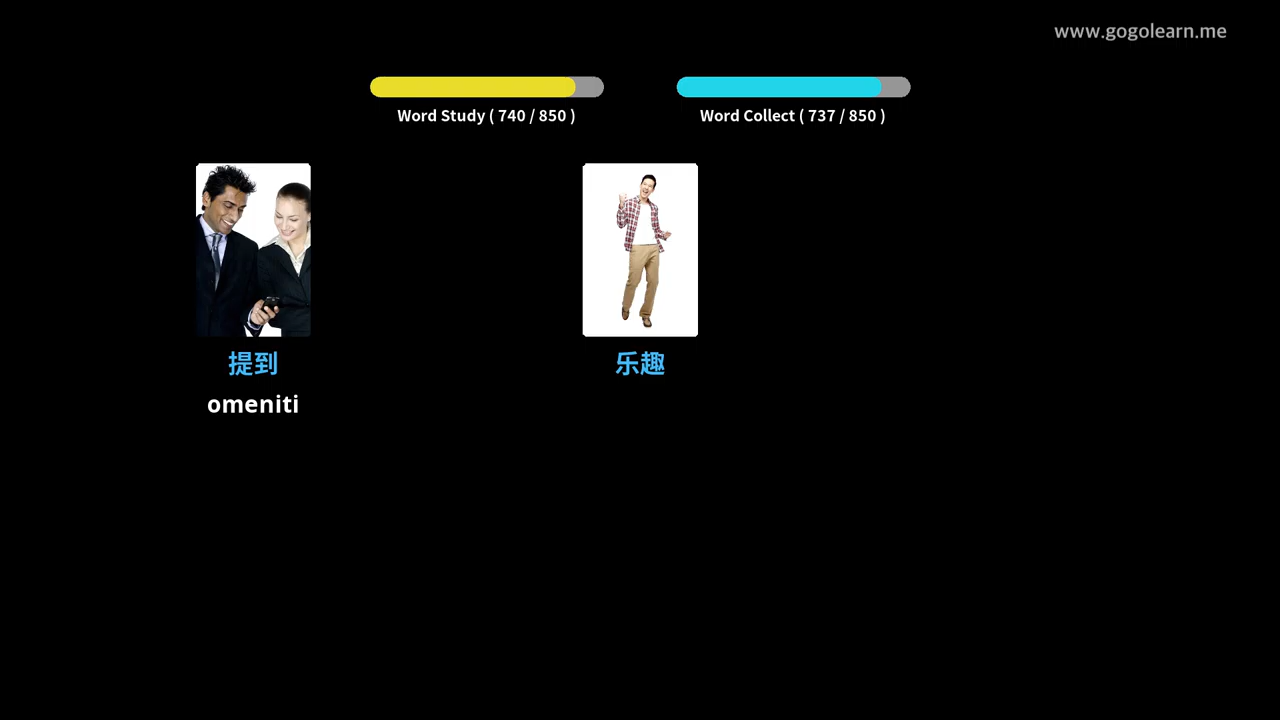 www.gogolearn.me
Word Study ( 740 / 850 )
Word Collect ( 737 / 850 )
提到
乐趣
omeniti